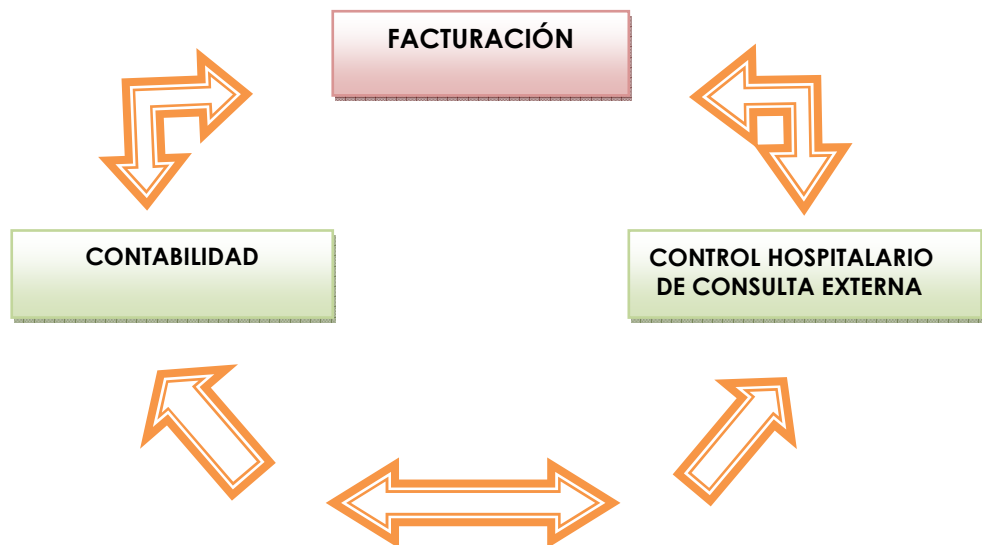 FACTURACIÓN
CONTABILIDAD
CONTROL HOSPITALARIO
DE CONSULTA EXTERNA